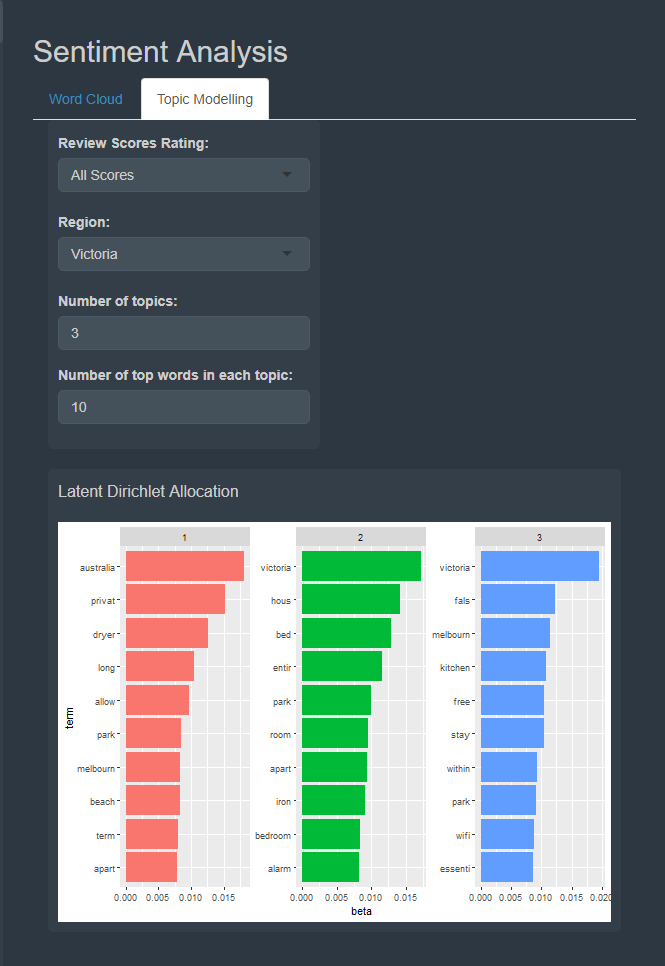 Sentiment Analysis
Word Cloud Topic Modelling
Review Scores Rating:
All Scores
Region:
Victoria
Number of topics:
3
Number of top words in each topic:
10
Latent Dirichlet Allocation
1 2 3
australia victoria victoria
privat hous fals
dryer bed melbourn
long entir kitchen
allow park free
park room stay
melbourn apart within
beach iron park
term bedroom wifi
apart alarm essenti
term
0.000 0.005 0.010 0.015 0.000 0.005 0.010 0.015 0.000 0.005 0.010 0.015 0.020
beta